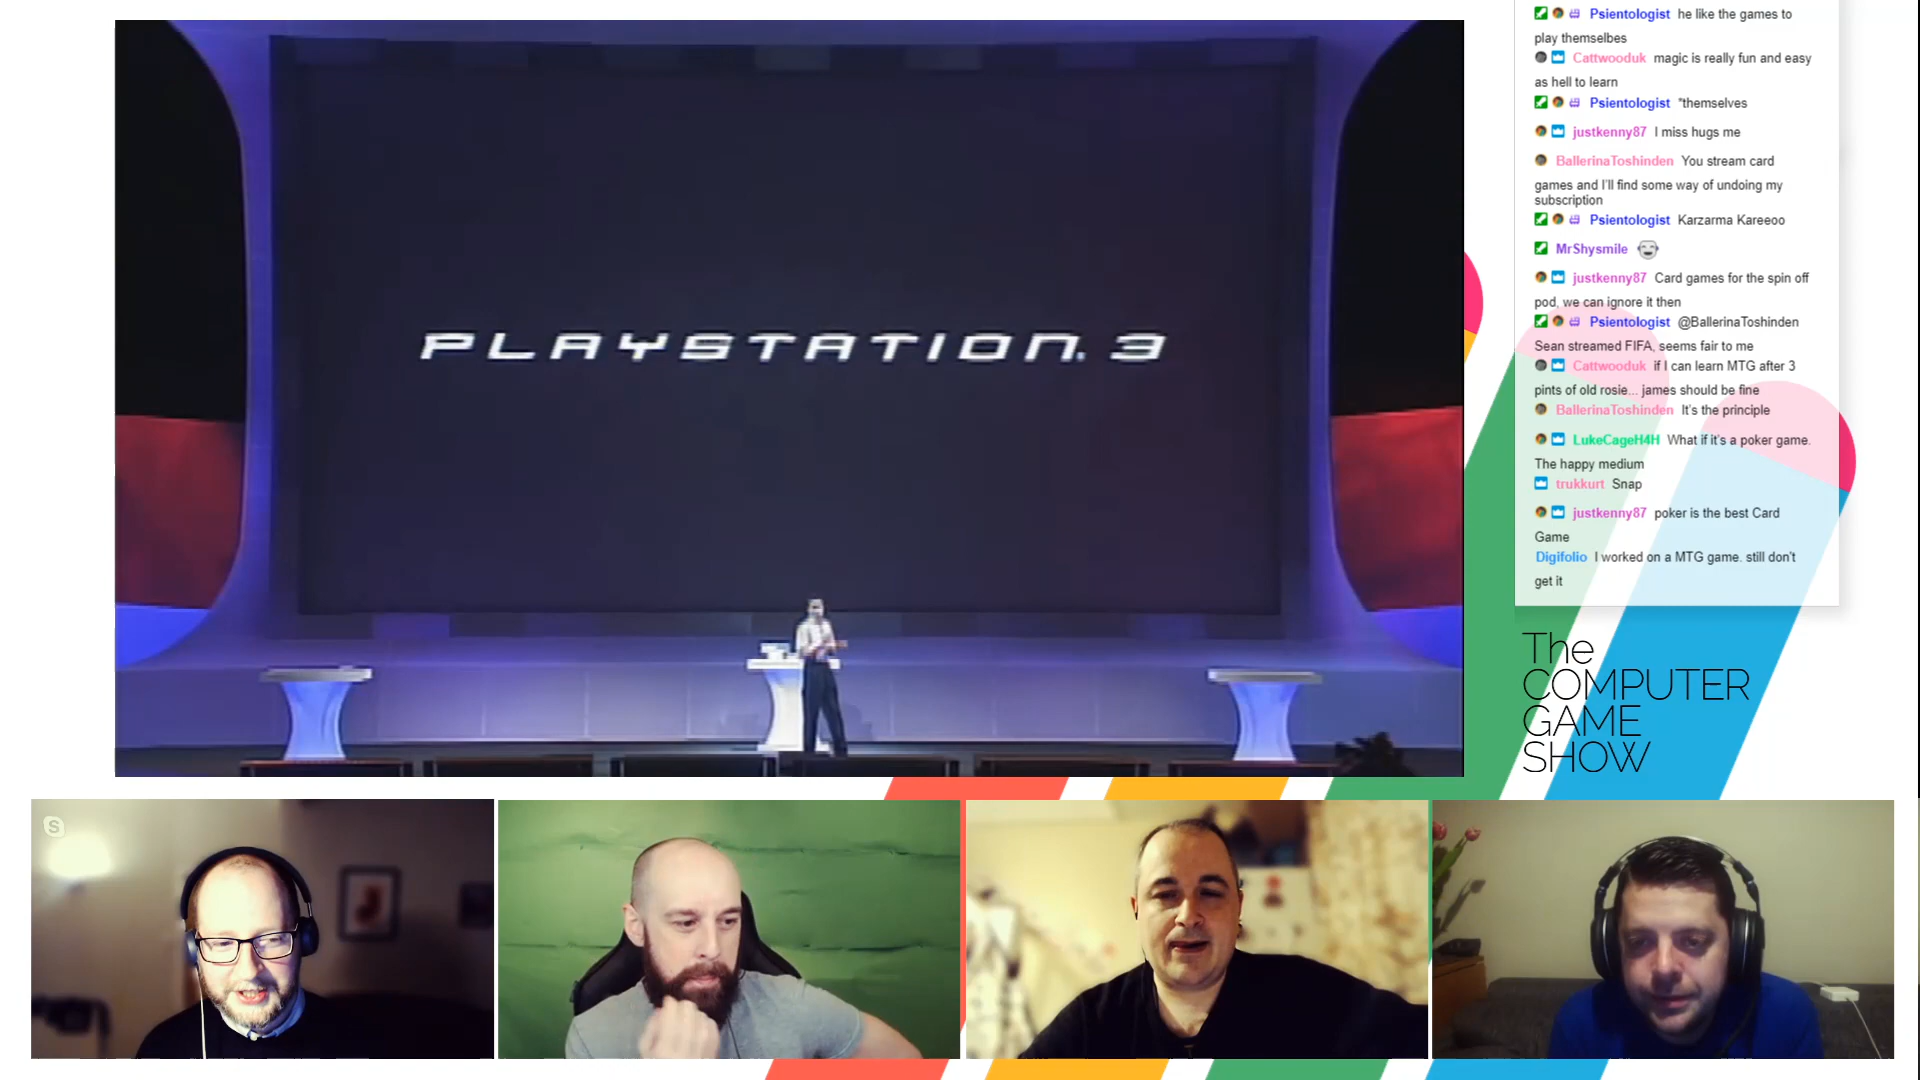 PLAYSTATION 3
Psientologist he like the games to
play themselbes
Cattwooduk magic is really fun and easy
as hell to learn
Psientologist "themselves
justkenny87 I miss hugs me
BallerinaToshinden You stream card
games and I'll find some way of undoing my
subscription
Psientologist Karzarma Kareeoo
MrShysmile
justkenny87 Card games for the spin off
pod, we can ignore it then
Psientologist @BallerinaToshinden
Sean streamed FIFA, seems fair to me
Cattwooduk if I can learn MTG after 3
pints of old rosie... james should be fine
BallerinaToshinden It's the principle
LukeCageH4H What if it's a poker game.
The happy medium
trukkurt Snap
justkenny87 poker is the best Card
Game
Digifolio I worked on a MTG game. still don't
get it
The
COMPUTER
GAME
SHOW
S